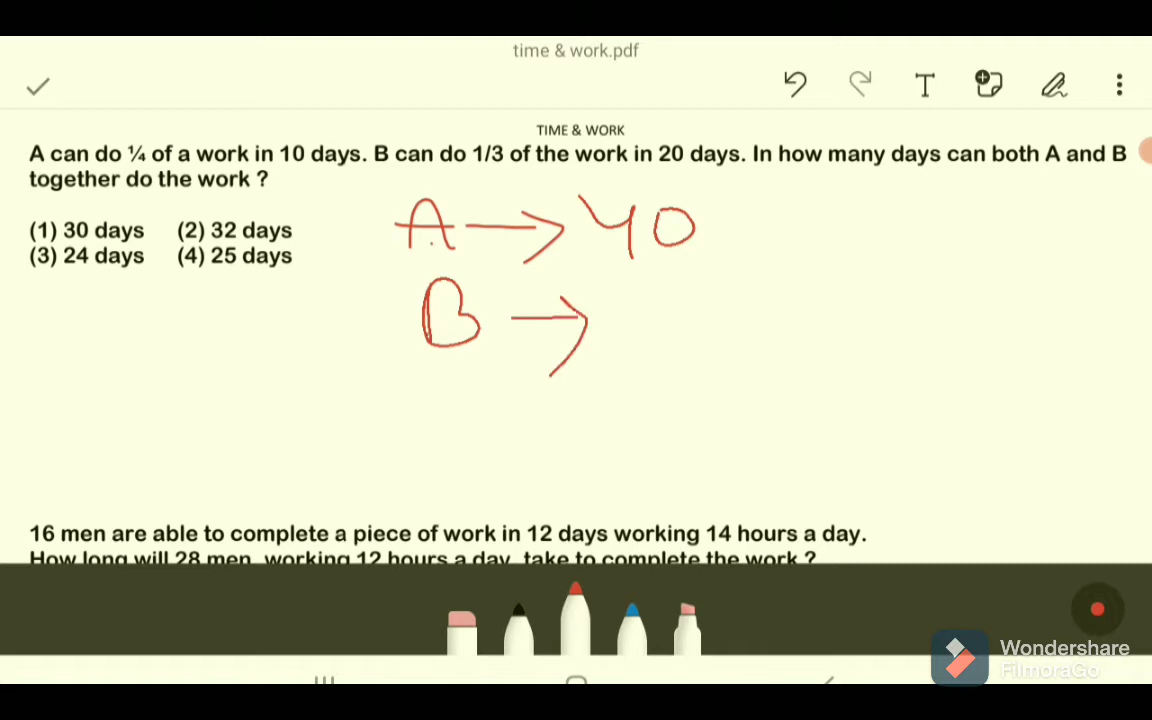 time & work.pdf
TIME & WORK
A can do ¼ of a work in 10 days. B can do 1/3 of the work in 20 days. In how many days can both A and B
together do the work ?
(1) 30 days (2) 32 days
(3) 24 days (4) 25 days
A → 40
B →
16 men are able to complete a piece of work in 12 days working 14 hours a day.
How long will 28 men, working 12 hours a day, take to complete the work ?
Wondershare
FilmoraGo